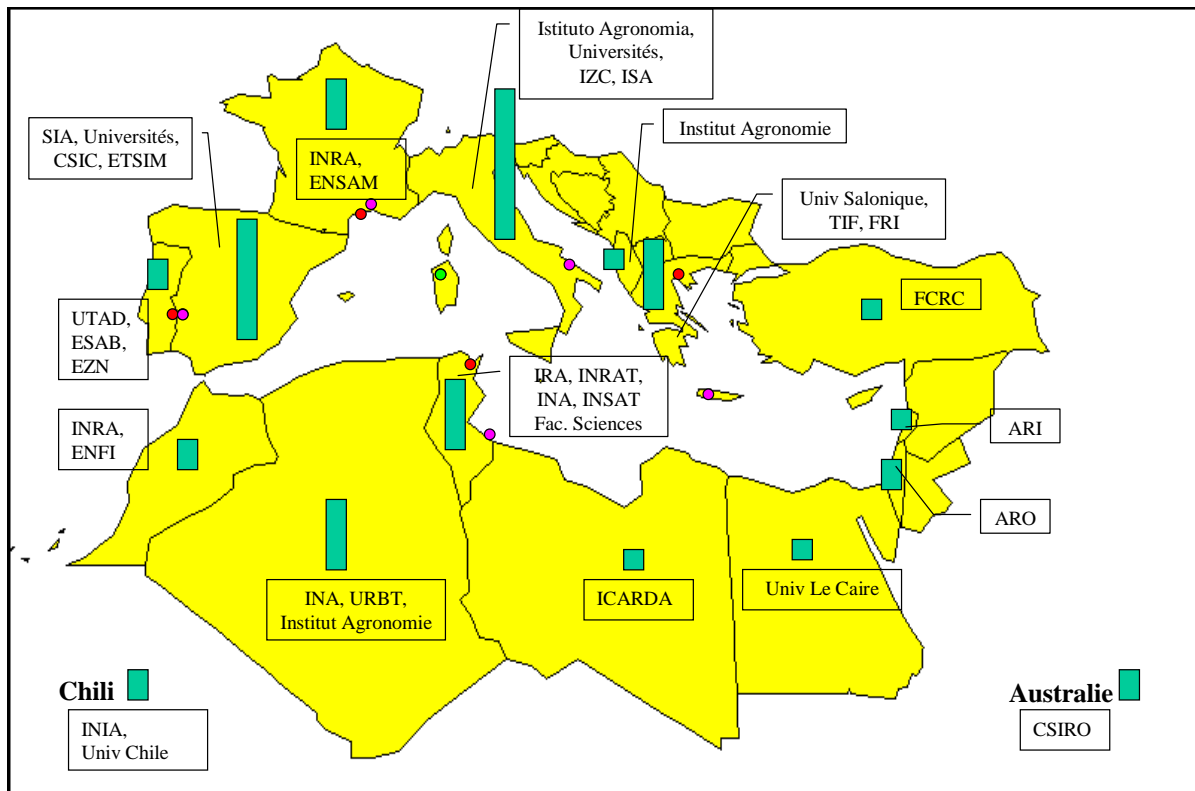 Istituto Agronomia,
Universités,
IZC, ISA
SIA, Universités,
CSIC, ETSIM
Institut Agronomie
INRA,
ENSAM
Univ Salonique,
TIF, FRI
FCRC
UTAD,
ESAB,
EZN
IRA, INRAT,
INA, INSAT
Fac. Sciences
INRA,
ENFI
ARI
ARO
INA, URBT,
Institut Agronomie
ICARDA
Univ Le Caire
Chili
INIA,
Univ Chile
Australie
CSIRO